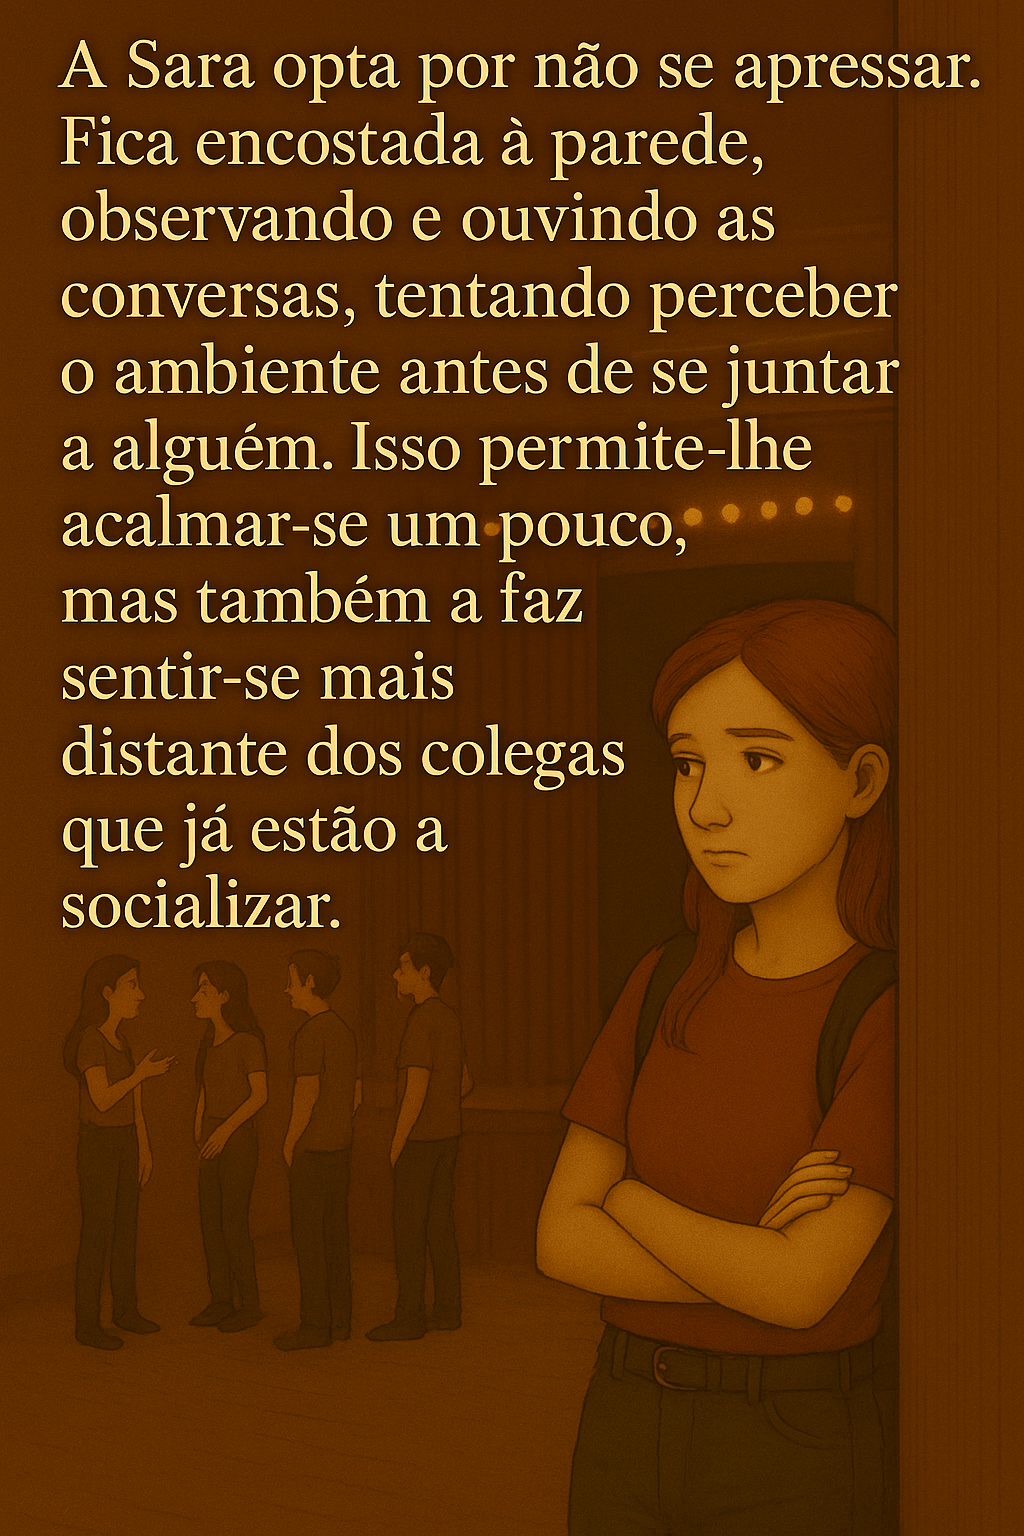 A Sara opta por não se apressar.
Fica encostada à parede,
observando e ouvindo as
conversas, tentando perceber
o ambiente antes de se juntar
a alguém. Isso permite-lhe
acalmar-se um pouco,
mas também a faz
sentir-se mais
distante dos colegas
que já estão a
socializar.